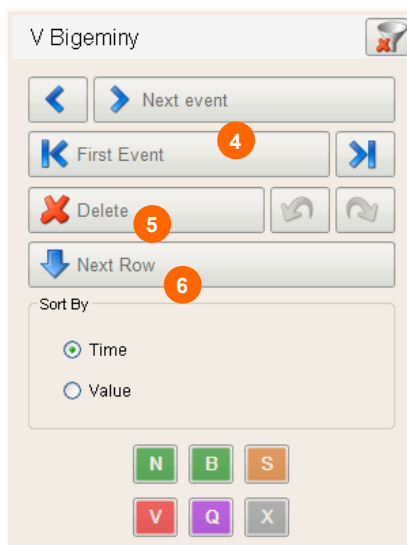 V Bigeminy
Next event
4
First Event
Delete
5
Next Row
6
Sort By
Time
Value
N B S
V Q X